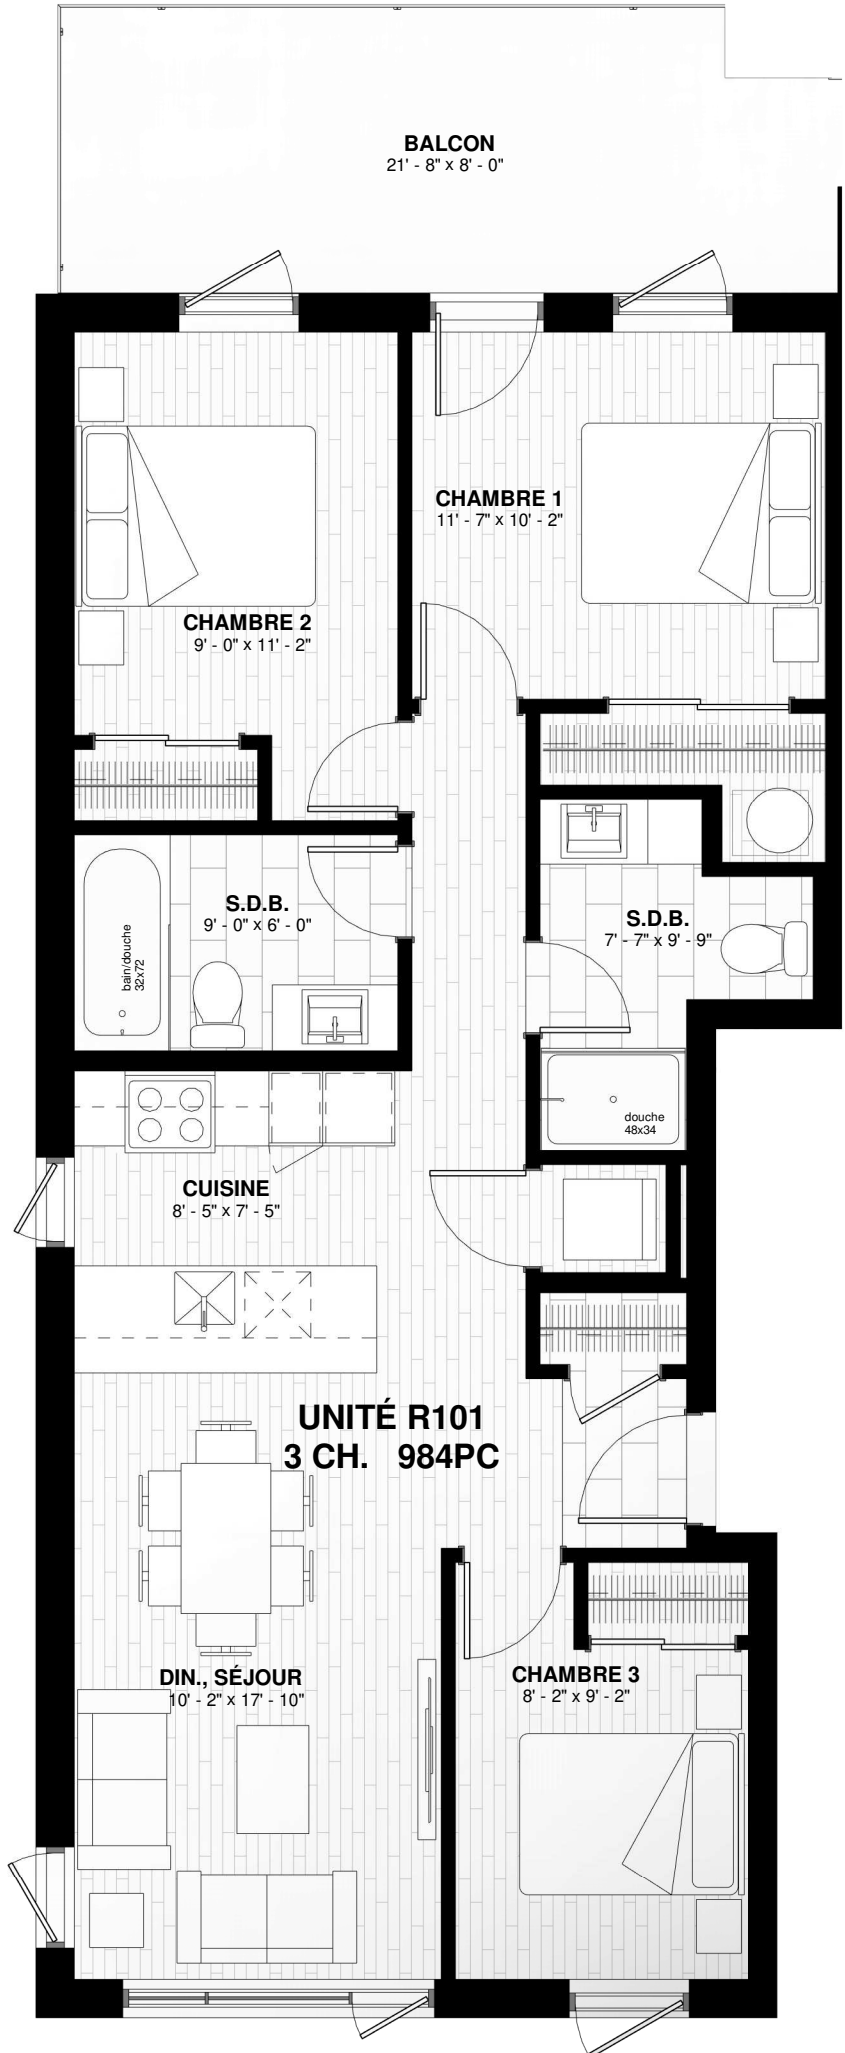 BALCON
21' - 8" x 8' - 0"
CHAMBRE 1
11' - 7" x 10' - 2"
CHAMBRE 2
9' - 0" x 11' - 2"
S.D.B.
9' - 0" x 6' - 0"
bain/douche
32x72
S.D.B.
7' - 7" x 9' - 9"
douche
48x34
CUISINE
8' - 5" x 7' - 5"
UNITÉ R101
3 CH. 984PC
DIN., SÉJOUR
10' - 2" x 17' - 10"
CHAMBRE 3
8' - 2" x 9' - 2"